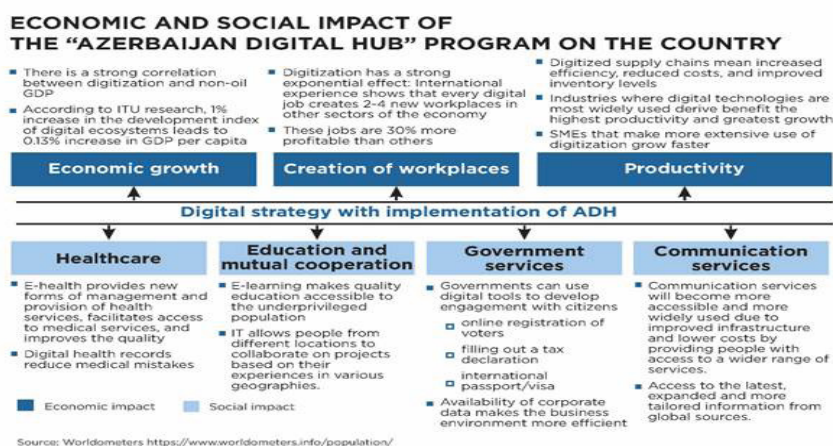 ECONOMIC AND SOCIAL IMPACT OF
THE “AZERBAIJAN DIGITAL HUB” PROGRAM ON THE COUNTRY
▪ There is a strong correlation
between digitization and non-oil
GDP
▪ According to ITU research, 1%
increase in the development index
of digital ecosystems leads to
0.13% increase in GDP per capita
▪ Digitization has a strong
exponential effect: International
experience shows that every digital
job creates 2-4 new workplaces in
other sectors of the economy
▪ These jobs are 30% more
profitable than others
▪ Digitized supply chains mean increased
efficiency, reduced costs, and improved
inventory levels
▪ Industries where digital technologies are
most widely used derive benefit the
highest productivity and greatest growth
▪ SMEs that make more extensive use of
digitization grow faster
Economic growth
Creation of workplaces
Productivity
Digital strategy with implementation of ADH
Healthcare
▪ E-health provides new
forms of management and
provision of health
services, facilitates access
to medical services, and
improves the quality
▪ Digital health records
reduce medical mistakes
Education and
mutual cooperation
▪ E-learning makes quality
education accessible to
the underprivileged
population
▪ IT allows people from
different locations to
collaborate on projects
based on their
experiences in various
geographies.
Government
services
▪ Governments can use
digital tools to develop
engagement with citizens
▫ online registration of
voters
▫ filling out a tax
declaration
▫ international
passport/visa
▪ Availability of corporate
data makes the business
environment more efficient
Communication
services
▪ Communication services
will become more
accessible and more
widely used due to
improved infrastructure
and lower costs by
providing people with
access to a wider range of
services.
▪ Access to the latest,
expanded and more
tailored information from
global sources.
Economic impact
Social impact
Source: Worldometers https://www.worldometers.info/population/